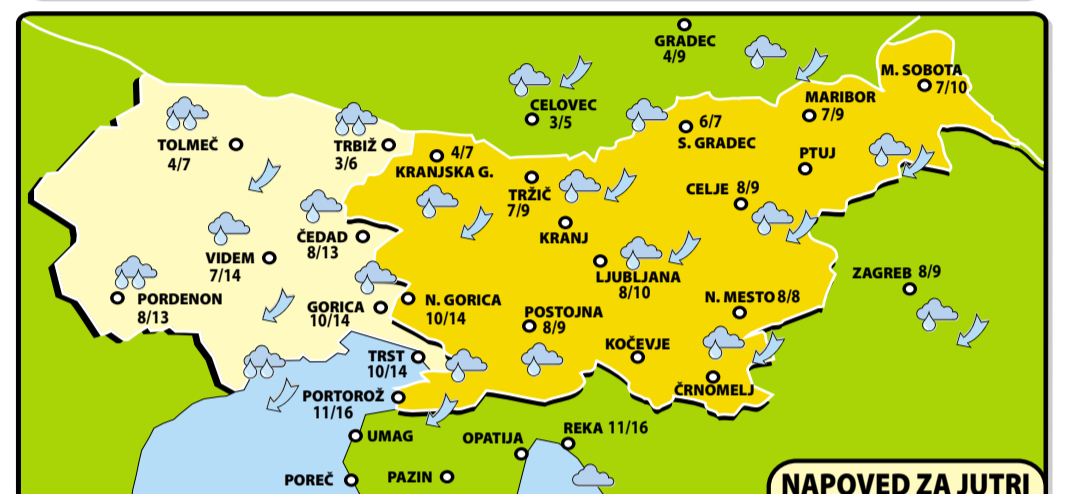 GRADEC
4/9
M. SOBOTA
7/10
CELOVEC
3/5
MARIBOR
7/9
6/7
S. GRADEC
TOLMEČ
4/7
TRBIŽ
3/6
4/7
KRANJSKA G.
PTUJ
TRŽIČ
7/9
CELJE 8/9
KRANJ
ČEDAD
8/13
VIDEM
7/14
LJUBLJANA
8/10
ZAGREB 8/9
PORDENON
8/13
GORICA
10/14
N. GORICA
10/14
N. MESTO 8/8
POSTOJNA
8/9
KOČEVJE
TRST
10/14
ČRNOMELJ
PORTOROŽ
11/16
UMAG
OPATIJA
REKA 11/16
POREČ
PAZIN
NAPOVED ZA JUTRI